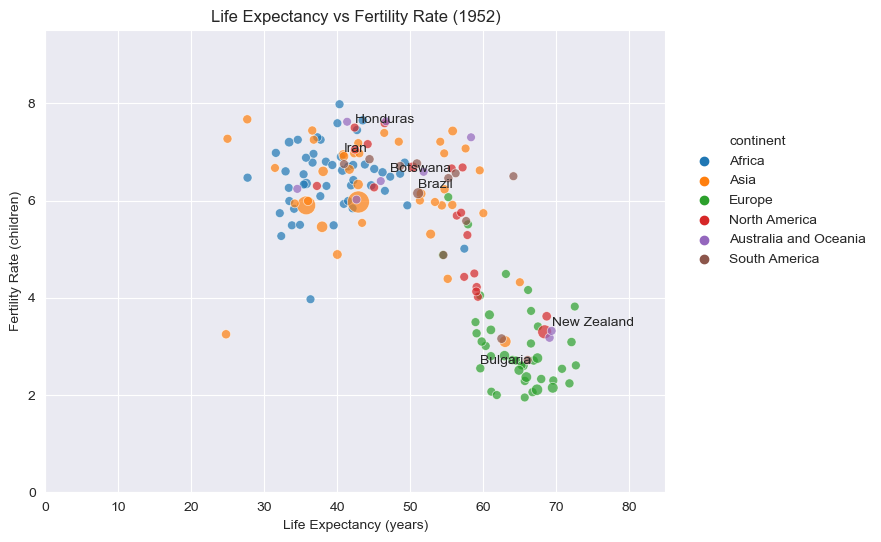 Life Expectancy vs Fertility Rate (1952)
Fertility Rate (children)
8
6
4
2
0
Honduras
Iran
Botswana
Brazil
New Zealand
Bulgaria
0 10 20 30 40 50 60 70 80
Life Expectancy (years)
continent
Africa
Asia
Europe
North America
Australia and Oceania
South America